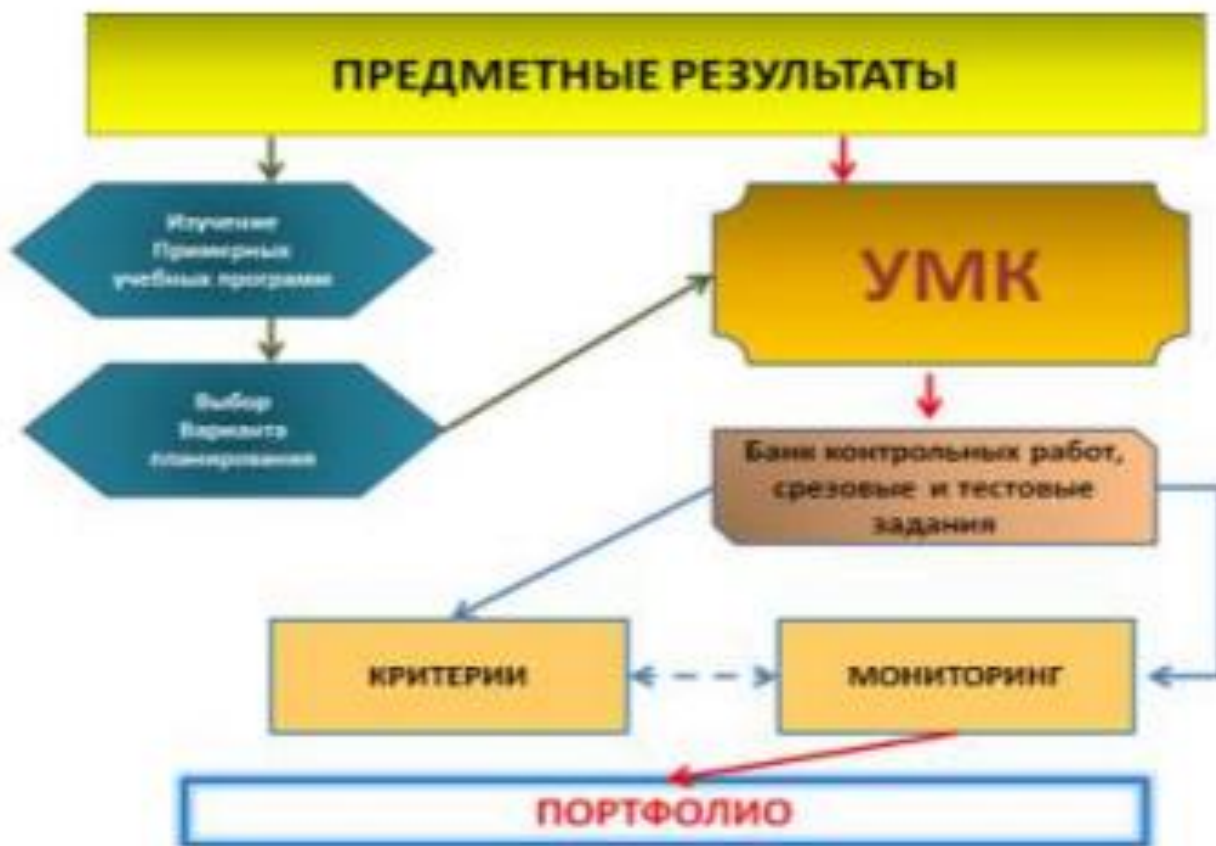 ПРЕДМЕТНЫЕ РЕЗУЛЬТАТЫ
Изучение
Примерных
учебных программ
УМК
Выбор
Варианта
планирования
Банк контрольных работ,
срезовые и тестовые
задания
КРИТЕРИИ
МОНИТОРИНГ
ПОРТФОЛИО